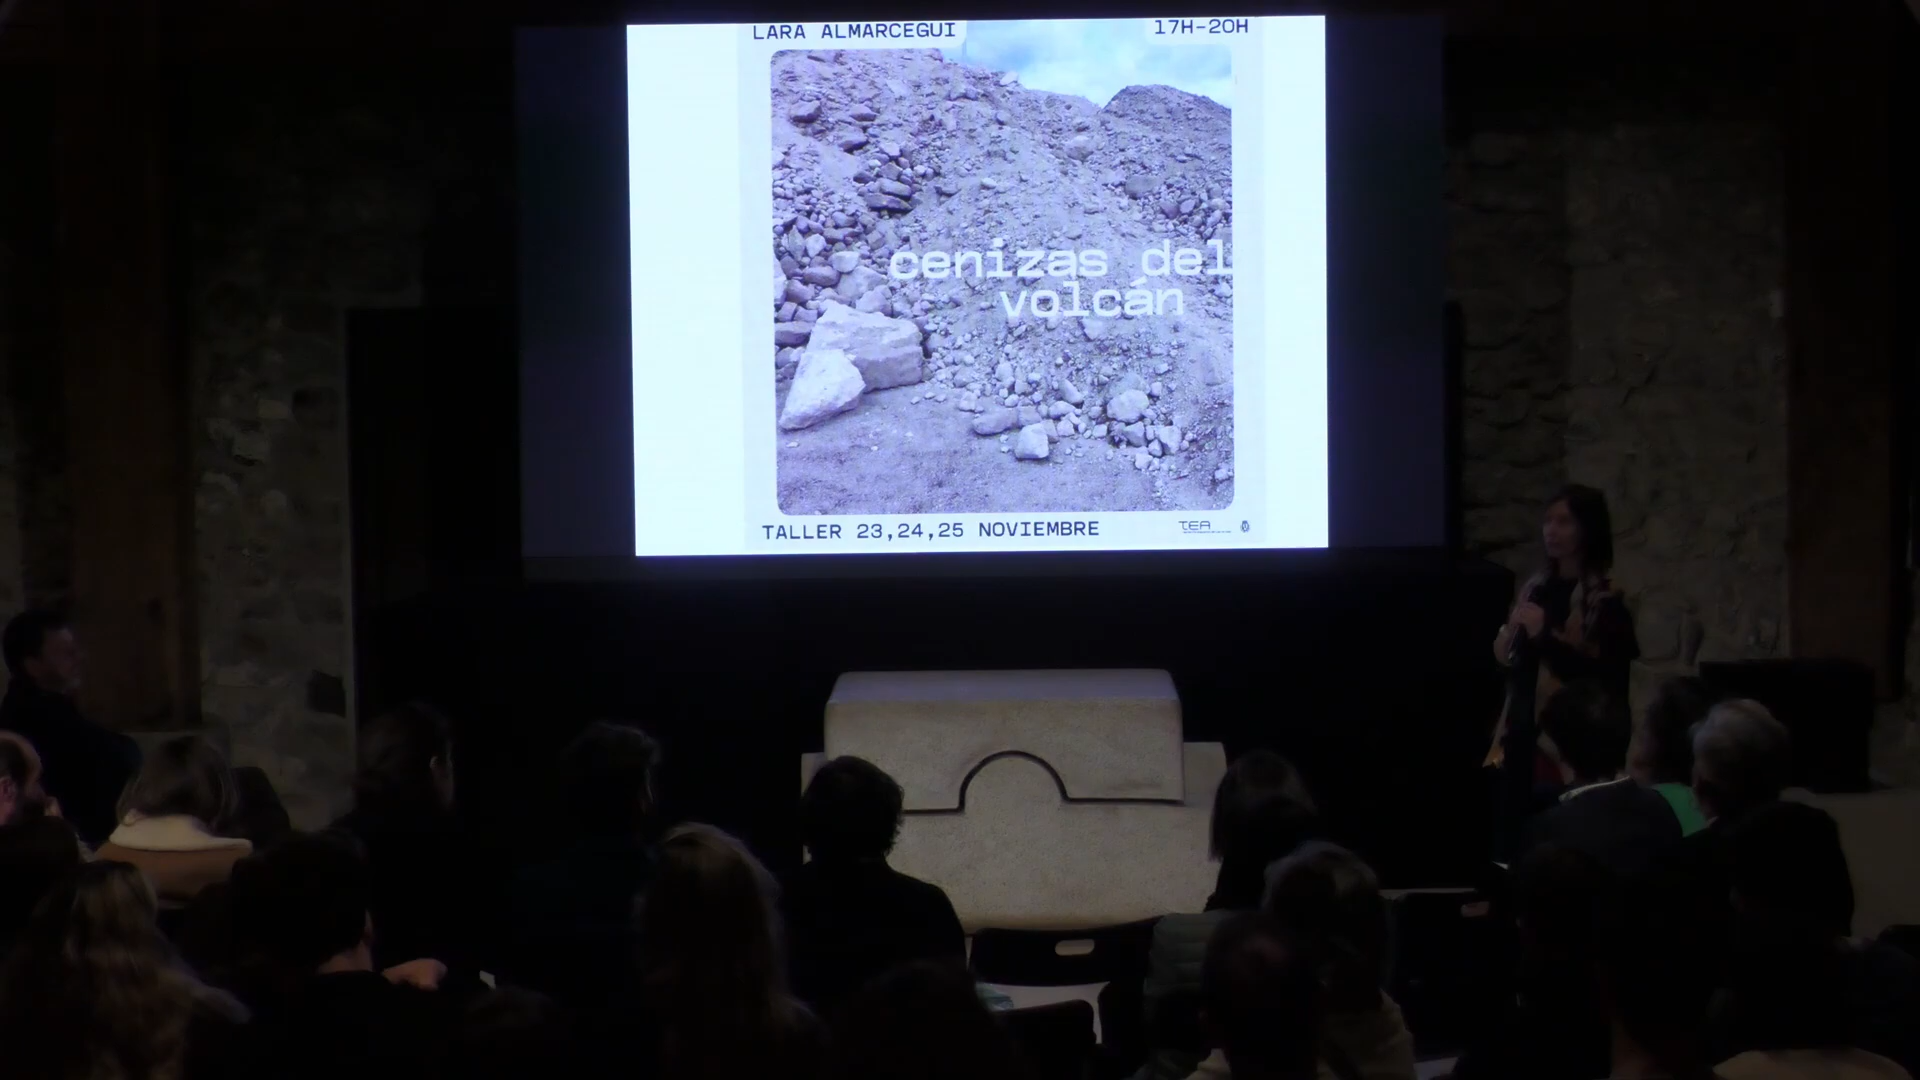 LARA ALMARCEGUI
17H-20H
cenizas del
volcán
TALLER 23,24,25 NOVIEMBRE
TEA